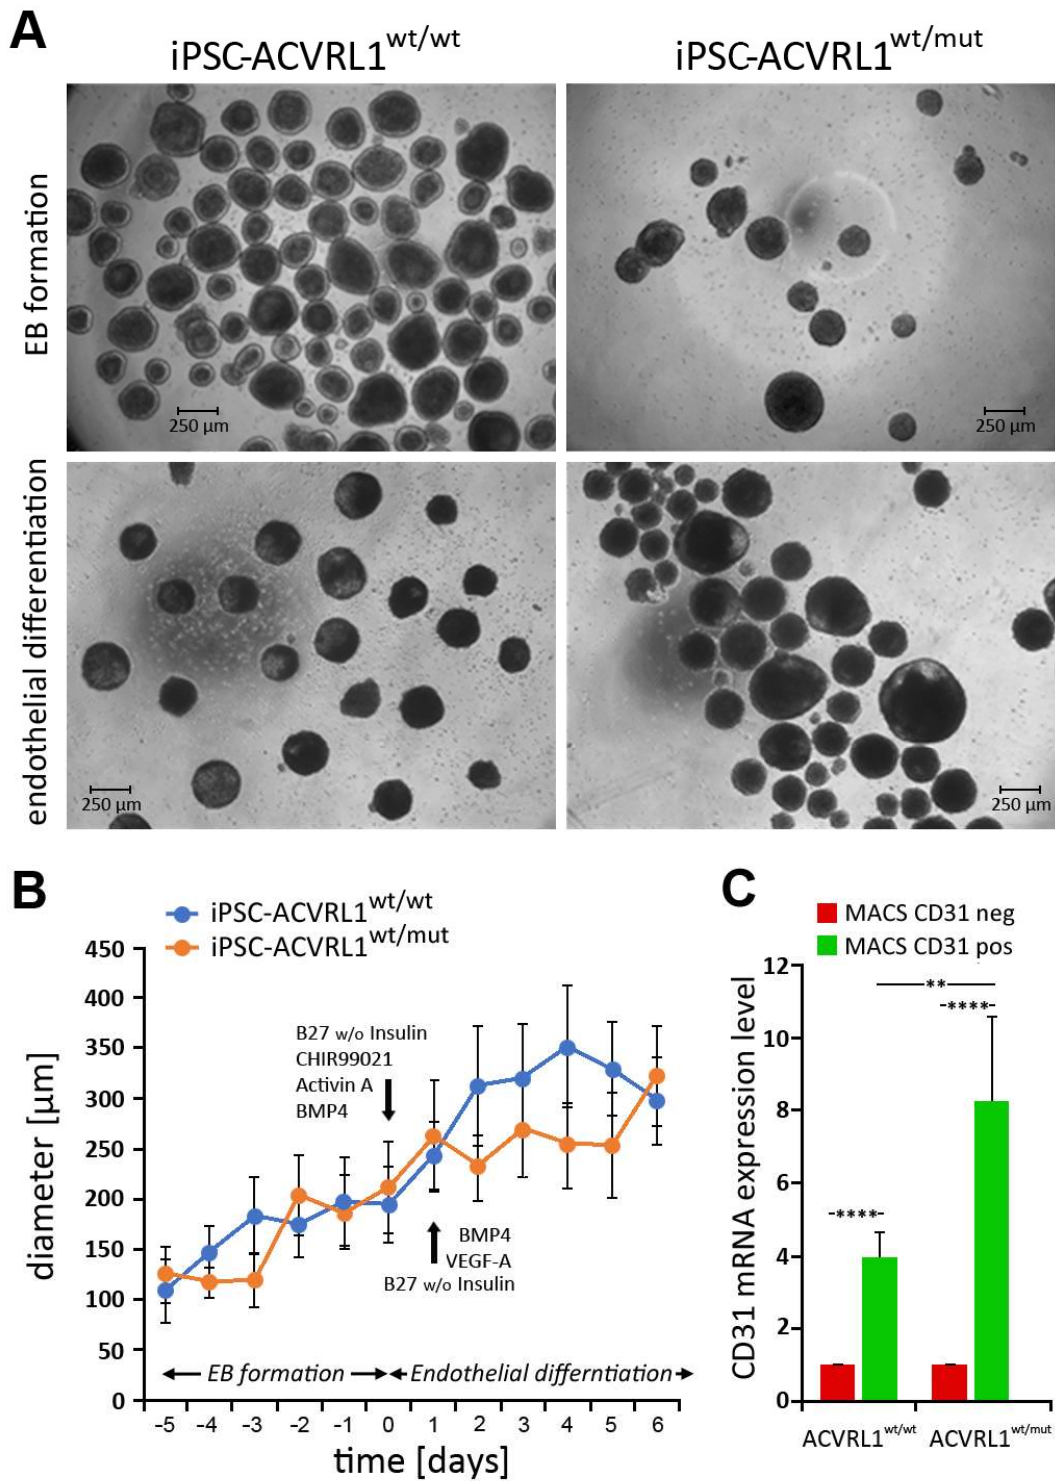 A
iPSC-ACVRL1wt/wt
iPSC-ACVRL1wt/mut
EB formation
250 µm
250 µm
endothelial differentiation
250 µm
250 µm
B
iPSC-ACVRL1wt/wt
iPSC-ACVRL1wt/mut
diameter [µm]
450
400
350
300
250
200
150
100
50
0
B27 w/o Insulin
CHIR99021
Activin A
BMP4
BMP4
VEGF-A
B27 w/o Insulin
EB formation
Endothelial differntiation
-5 -4 -3 -2 -1 0 1 2 3 4 5 6
time [days]
C
MACS CD31 neg
MACS CD31 pos
CD31 mRNA expression level
12
10
8
6
4
2
0
**
****
****
ACVRL1wt/wt
ACVRL1wt/mut